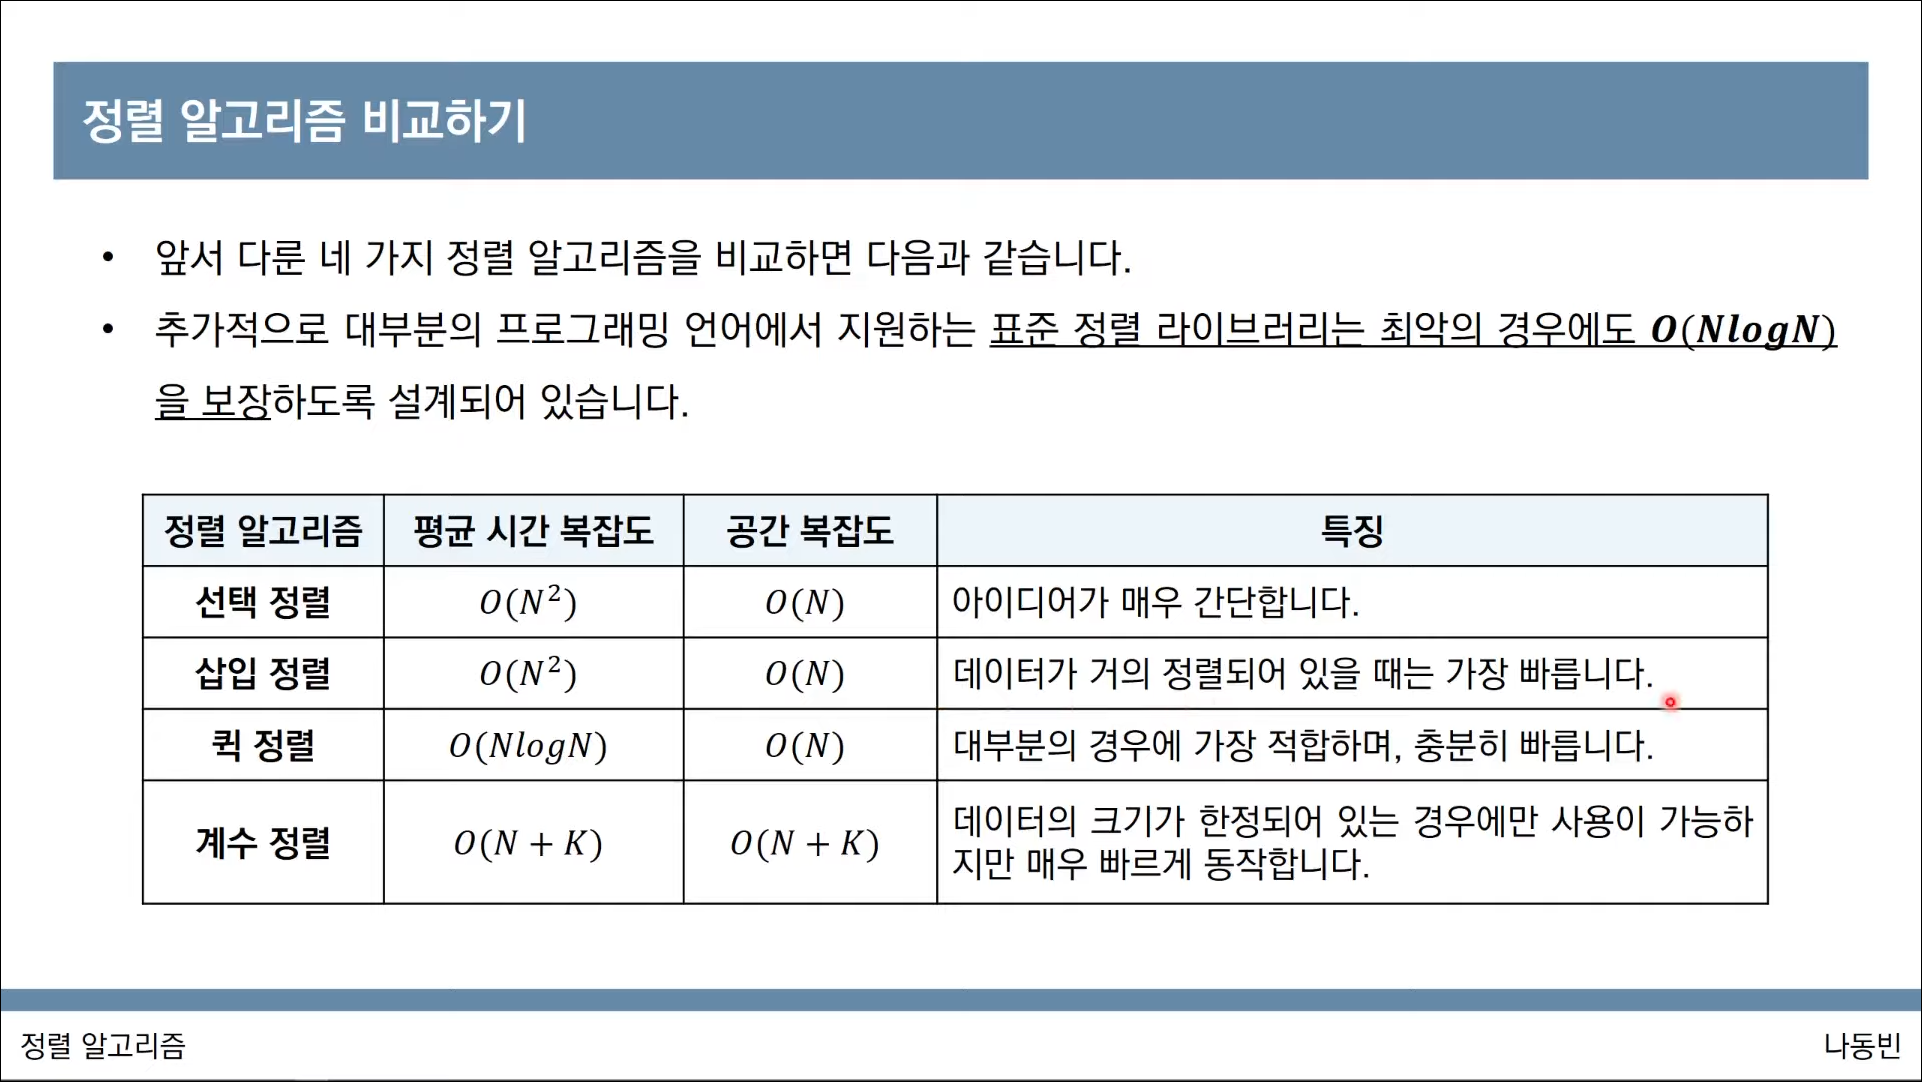 정렬 알고리즘 비교하기
• 앞서 다룬 네 가지 정렬 알고리즘을 비교하면 다음과 같습니다.
• 추가적으로 대부분의 프로그래밍 언어에서 지원하는 표준 정렬 라이브러리는 최악의 경우에도 O(NlogN)
을 보장하도록 설계되어 있습니다.
정렬 알고리즘 평균 시간 복잡도 공간 복잡도 특징
선택 정렬 O(N²) O(N) 아이디어가 매우 간단합니다.
삽입 정렬 O(N²) O(N) 데이터가 거의 정렬되어 있을 때는 가장 빠릅니다.
퀵 정렬 O(NlogN) O(N) 대부분의 경우에 가장 적합하며, 충분히 빠릅니다.
계수 정렬 O(N + K) O(N + K) 데이터의 크기가 한정되어 있는 경우에만 사용이 가능하
지만 매우 빠르게 동작합니다.
정렬 알고리즘
나동빈